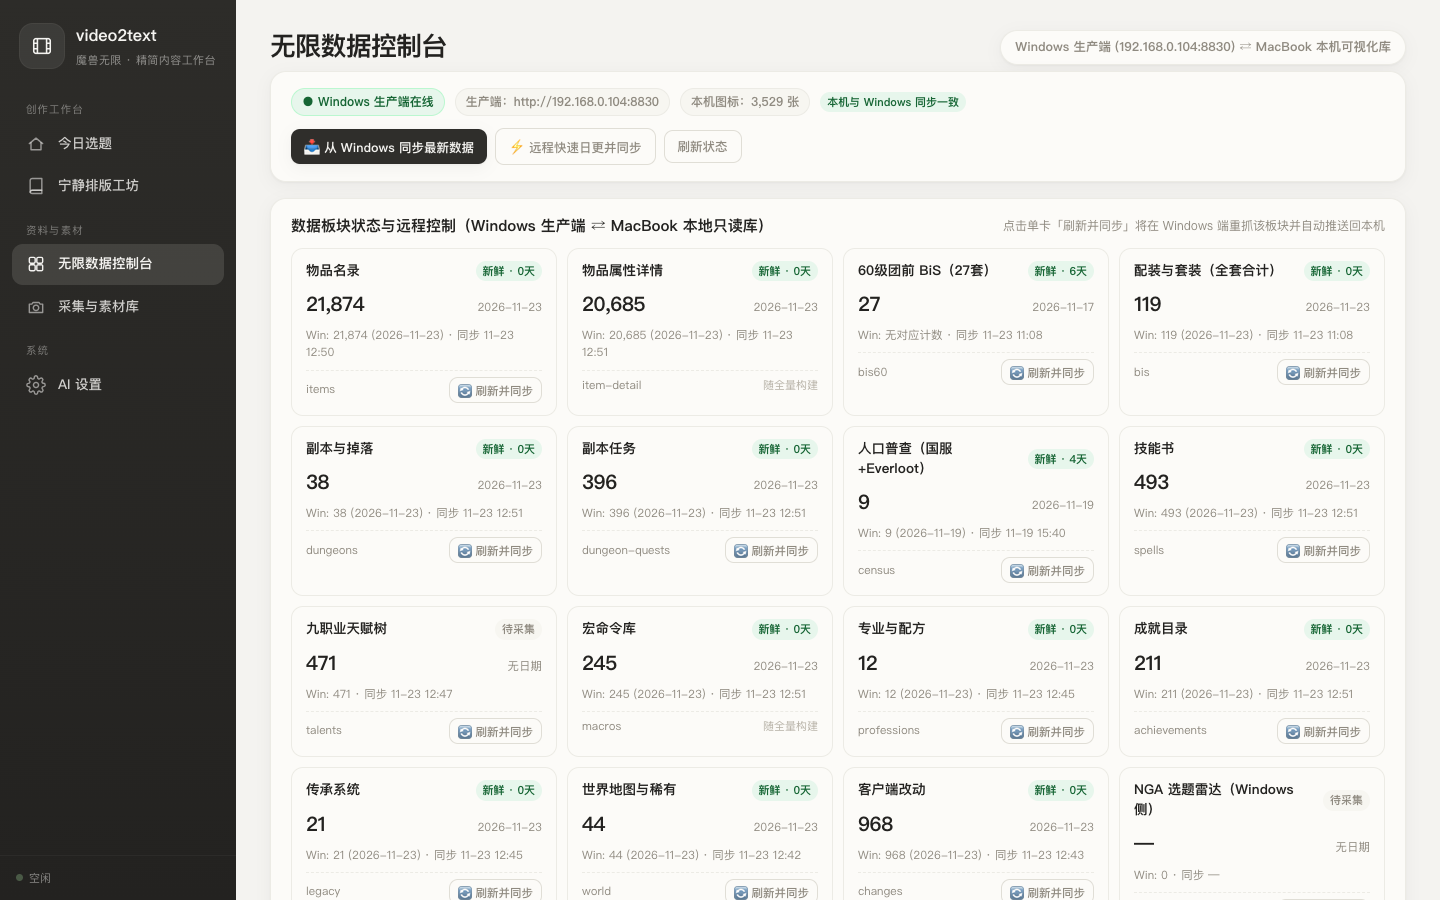 video2text
魔兽无限 · 精简内容工作台
创作工作台
今日选题
宁静排版工坊
资料与素材
无限数据控制台
采集与素材库
系统
AI 设置
空闲
无限数据控制台
Windows 生产端 (192.168.0.104:8830) ⇄ MacBook 本机可视化库
● Windows 生产端在线
生产端：http://192.168.0.104:8830
本机图标：3,529 张
本机与 Windows 同步一致
📥 从 Windows 同步最新数据
⚡ 远程快速日更并同步
刷新状态
数据板块状态与远程控制（Windows 生产端 ⇄ MacBook 本地只读库）
点击单卡「刷新并同步」将在 Windows 端重抓该板块并自动推送回本机
物品名录
新鲜 · 0天
21,874
2026-11-23
Win: 21,874 (2026-11-23) · 同步 11-23
12:50
items
🔄 刷新并同步
物品属性详情
新鲜 · 0天
20,685
2026-11-23
Win: 20,685 (2026-11-23) · 同步 11-23
12:51
item-detail
随全量构建
60级团前 BiS（27套）
新鲜 · 6天
27
2026-11-17
Win: 无对应计数 · 同步 11-23 11:08
bis60
🔄 刷新并同步
配装与套装（全套合计）
新鲜 · 0天
119
2026-11-23
Win: 119 (2026-11-23) · 同步 11-23 11:08
bis
🔄 刷新并同步
副本与掉落
新鲜 · 0天
38
2026-11-23
Win: 38 (2026-11-23) · 同步 11-23 12:51
dungeons
🔄 刷新并同步
副本任务
新鲜 · 0天
396
2026-11-23
Win: 396 (2026-11-23) · 同步 11-23 12:51
dungeon-quests
🔄 刷新并同步
人口普查（国服
+Everloot）
新鲜 · 4天
9
2026-11-19
Win: 9 (2026-11-19) · 同步 11-19 15:40
census
🔄 刷新并同步
技能书
新鲜 · 0天
493
2026-11-23
Win: 493 (2026-11-23) · 同步 11-23 12:51
spells
🔄 刷新并同步
九职业天赋树
待采集
471
无日期
Win: 471 · 同步 11-23 12:47
talents
🔄 刷新并同步
宏命令库
新鲜 · 0天
245
2026-11-23
Win: 245 (2026-11-23) · 同步 11-23 12:51
macros
随全量构建
专业与配方
新鲜 · 0天
12
2026-11-23
Win: 12 (2026-11-23) · 同步 11-23 12:45
professions
🔄 刷新并同步
成就目录
新鲜 · 0天
211
2026-11-23
Win: 211 (2026-11-23) · 同步 11-23 12:51
achievements
🔄 刷新并同步
传承系统
新鲜 · 0天
21
2026-11-23
Win: 21 (2026-11-23) · 同步 11-23 12:45
legacy
🔄 刷新并同步
世界地图与稀有
新鲜 · 0天
44
2026-11-23
Win: 44 (2026-11-23) · 同步 11-23 12:42
world
🔄 刷新并同步
客户端改动
新鲜 · 0天
968
2026-11-23
Win: 968 (2026-11-23) · 同步 11-23 12:43
changes
🔄 刷新并同步
NGA 选题雷达（Windows
侧）
待采集
—
无日期
Win: 0 · 同步 —